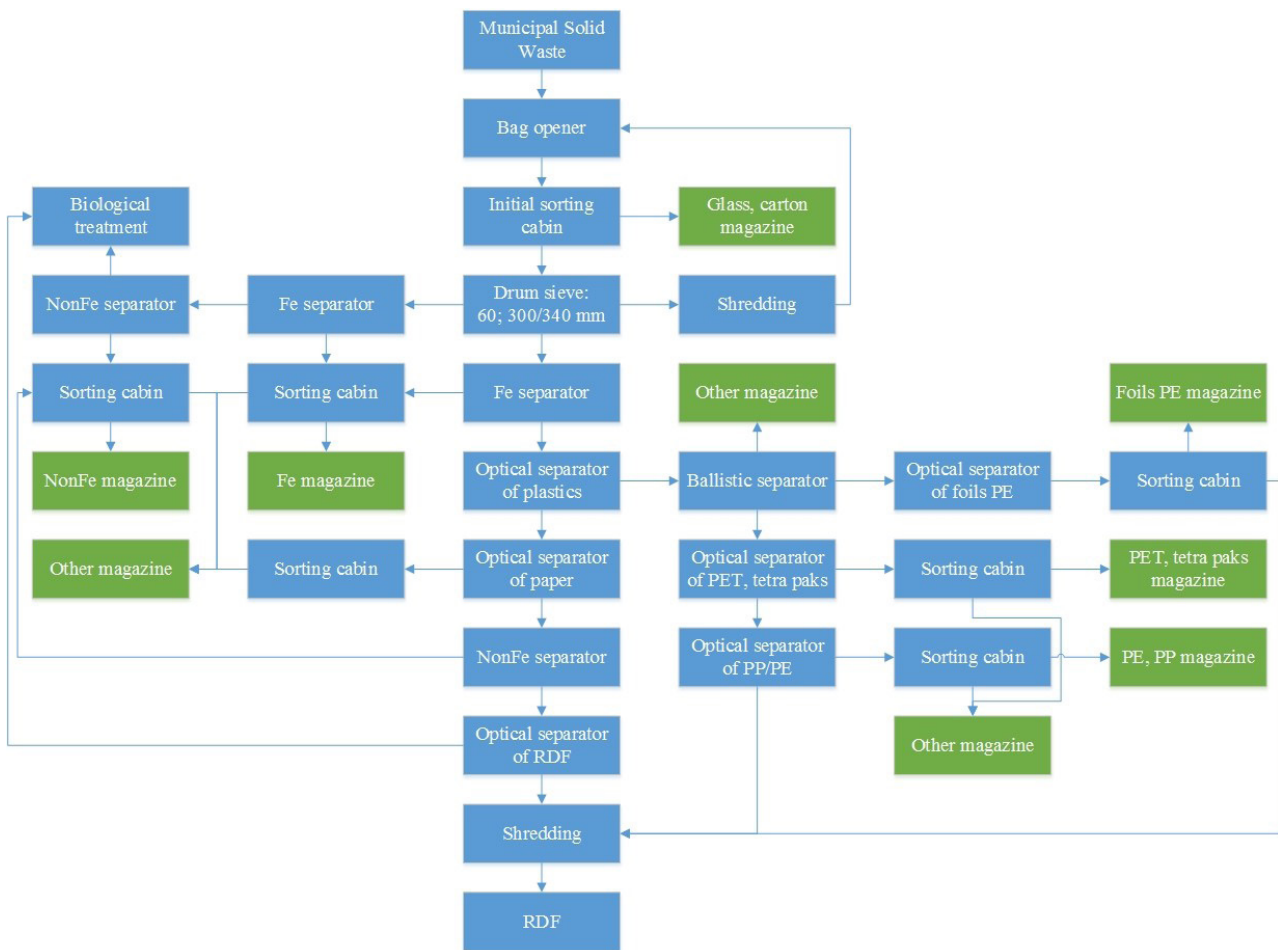 Municipal Solid
Waste
Bag opener
Biological
treatment
Initial sorting
cabin
Glass, carton
magazine
NonFe separator
Fe separator
Drum sieve:
60; 300/340 mm
Shredding
Sorting cabin
Sorting cabin
Fe separator
Other magazine
Foils PE magazine
NonFe magazine
Fe magazine
Optical separator
of plastics
Ballistic separator
Optical separator
of foils PE
Sorting cabin
Other magazine
Sorting cabin
Optical separator
of paper
Optical separator
of PET, tetra paks
Sorting cabin
PET, tetra paks
magazine
NonFe separator
Optical separator
of PP/PE
Sorting cabin
PE, PP magazine
Optical separator
of RDF
Other magazine
Shredding
RDF